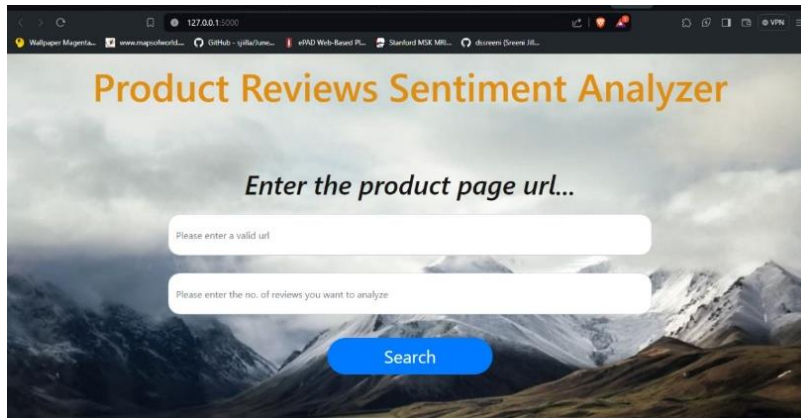 127.0.0.1:5000
VPN
Wallpaper Magenta... www.mapsofworld.... GitHub - sjilla/June... ePAD Web-Based Pl... Stanford MSK MRI... dssreeni (Sreeni Jill...
Product Reviews Sentiment Analyzer
Enter the product page url...
Please enter a valid url
Please enter the no. of reviews you want to analyze
Search